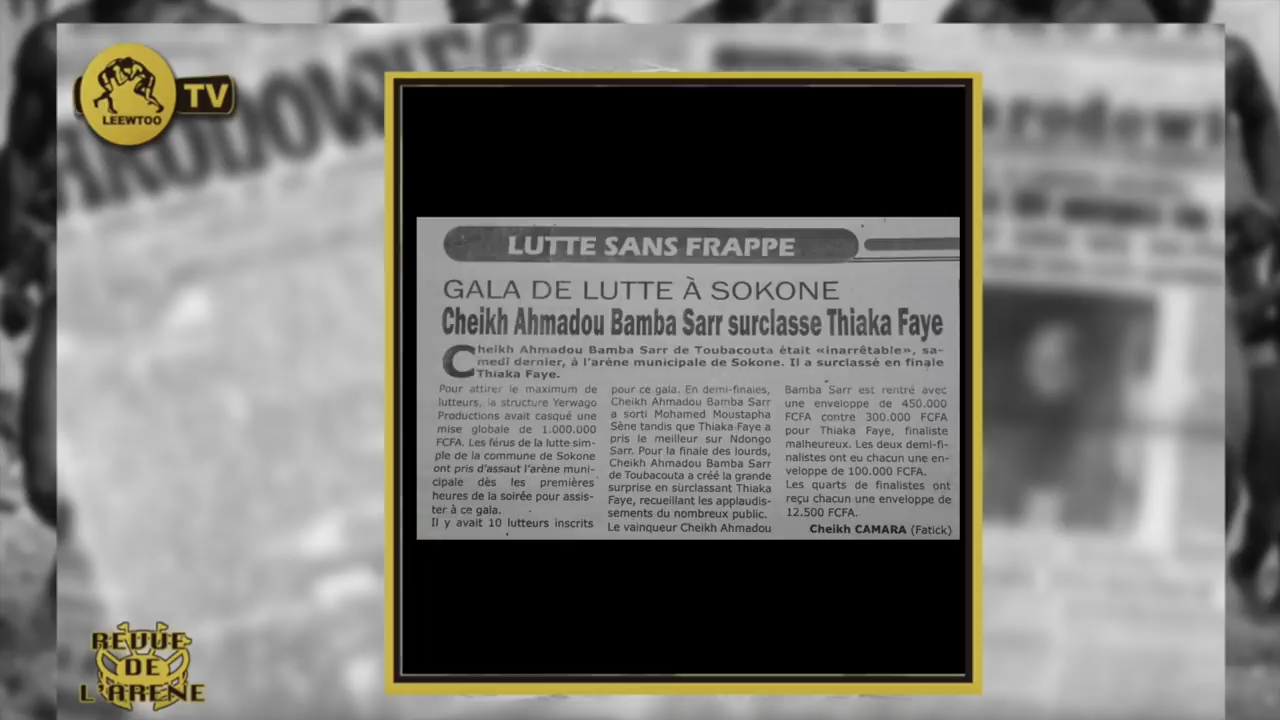 LEEWTOO
TV
LUTTE SANS FRAPPE
GALA DE LUTTE À SOKONE
Cheikh Ahmadou Bamba Sarr surclasse Thiaka Faye
Cheikh Ahmadou Bamba Sarr de Toubacouta était «inarrêtable», sa-
medi dernier, à l'arène municipale de Sokone. Il a surclassé en finale
Thiaka Faye.
Pour attirer le maximum de
lutteurs, la structure Yerwago
Productions avait casqué une
mise globale de 1.000.000
FCFA. Les férus de la lutte sim-
ple de la commune de Sokone
ont pris d'assaut l'arène muni-
cipale dès les premières
heures de la soirée pour assis-
ter à ce gala.
Il y avait 10 lutteurs inscrits
pour ce gala. En demi-finales,
Cheikh Ahmadou Bamba Sarr
a sorti Mohamed Moustapha
Sène tandis que Thiaka Faye a
pris le meilleur sur Ndongo
Sarr. Pour la finale des lourds,
Cheikh Ahmadou Bamba Sarr
de Toubacouta a créé la grande
surprise en surclassant Thiaka
Faye, recueillant les applaudis-
sements du nombreux public.
Le vainqueur Cheikh Ahmadou
Bamba Sarr est rentré avec
une enveloppe de 450.000
FCFA contre 300.000 FCFA
pour Thiaka Faye, finaliste
malheureux. Les deux demi-fi-
nalistes ont eu chacun une en-
veloppe de 100.000 FCFA.
Les quarts de finalistes ont
reçu chacun une enveloppe de
12.500 FCFA.
Cheikh CAMARA (Fatick)
REVUE
DE
L'ARENE